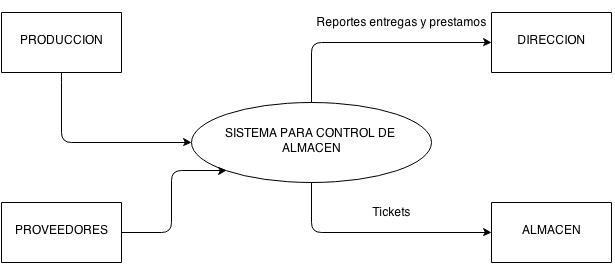 Reportes entregas y prestamos
PRODUCCION
DIRECCION
SISTEMA PARA CONTROL DE
ALMACEN
Tickets
PROVEEDORES
ALMACEN